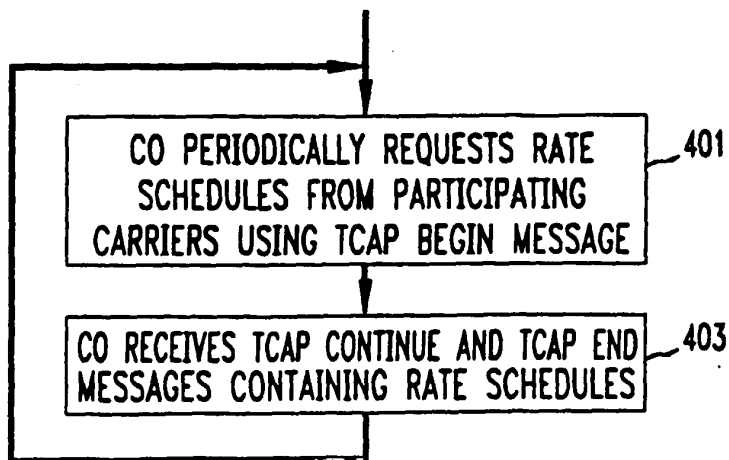 CO PERIODICALLY REQUESTS RATE
SCHEDULES FROM PARTICIPATING
CARRIERS USING TCAP BEGIN MESSAGE
401
CO RECEIVES TCAP CONTINUE AND TCAP END
MESSAGES CONTAINING RATE SCHEDULES
403